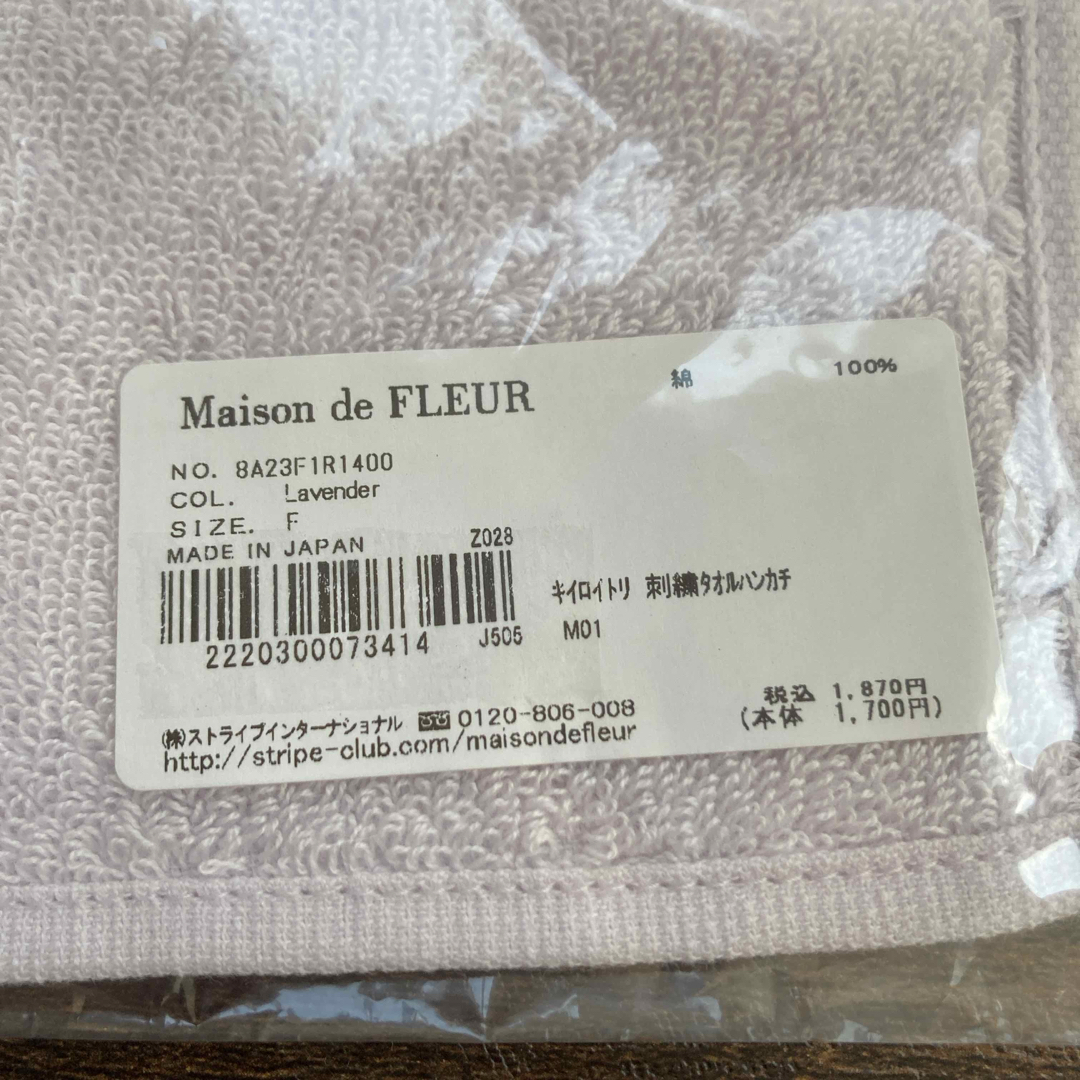 Maison de FLEUR
綿 100%
NO. 8A23F1R1400
COL. Lavender
SIZE. F
MADE IN JAPAN Z028
キイロイトリ 刺繍タオルハンカチ
2220300073414 J505
M01
税込 1,870円
(本体 1,700円)
(株)ストライプインターナショナル 0120-806-008
http://stripe-club.com/maisondefleur